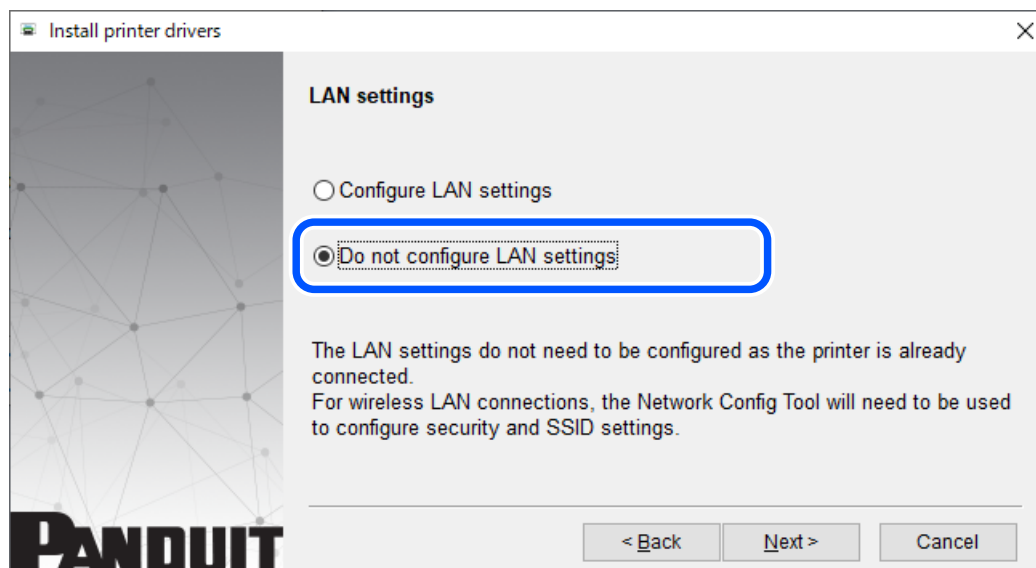 Install printer drivers
LAN settings
Configure LAN settings
Do not configure LAN settings
The LAN settings do not need to be configured as the printer is already
connected.
For wireless LAN connections, the Network Config Tool will need to be used
to configure security and SSID settings.
PANDUIT
< Back
Next >
Cancel